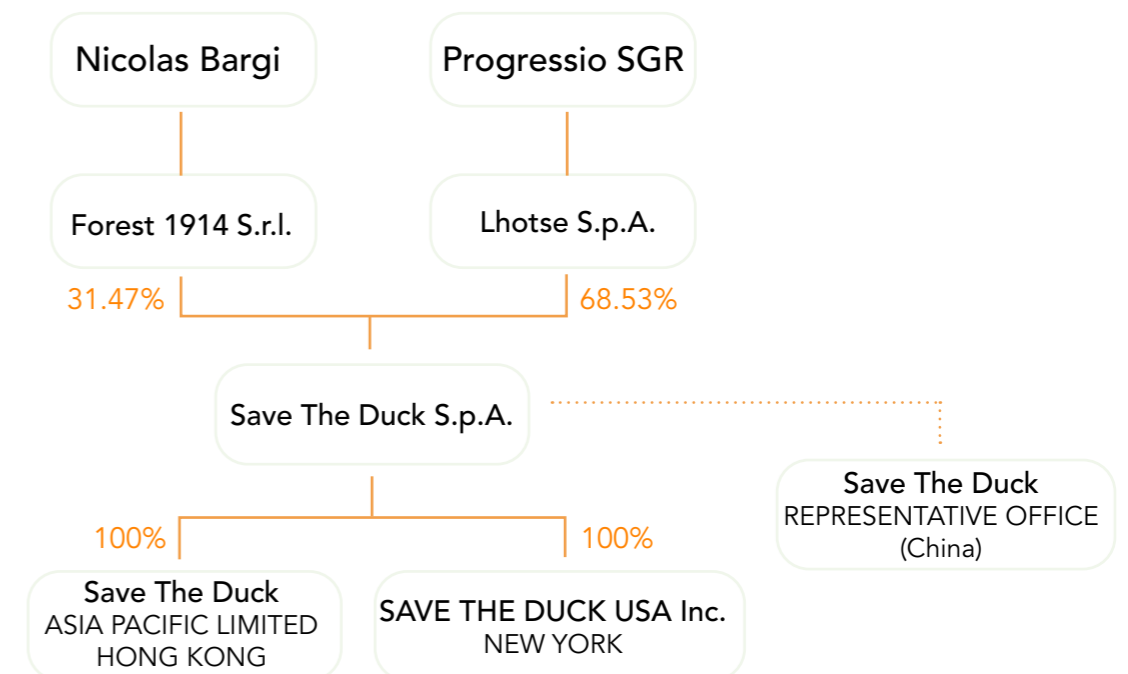 Nicolas Bargi
Progressio SGR
Forest 1914 S.r.l.
Lhotse S.p.A.
31.47%
68.53%
Save The Duck S.p.A.
Save The Duck
REPRESENTATIVE OFFICE
(China)
100%
100%
Save The Duck
ASIA PACIFIC LIMITED
HONG KONG
SAVE THE DUCK USA Inc.
NEW YORK